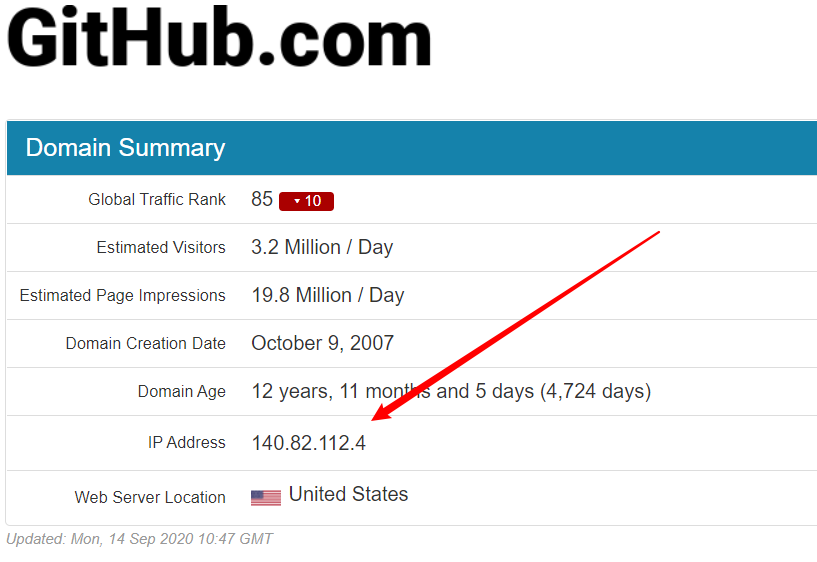 GitHub.com
Domain Summary
Global Traffic Rank 85 ▾ 10
Estimated Visitors 3.2 Million / Day
Estimated Page Impressions 19.8 Million / Day
Domain Creation Date October 9, 2007
Domain Age 12 years, 11 months and 5 days (4,724 days)
IP Address 140.82.112.4
Web Server Location United States
Updated: Mon, 14 Sep 2020 10:47 GMT